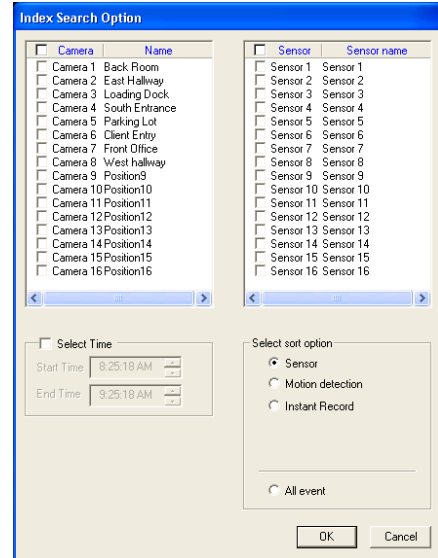 Index Search Option
Camera Name
Camera 1 Back Room
Camera 2 East Hallway
Camera 3 Loading Dock
Camera 4 South Entrance
Camera 5 Parking Lot
Camera 6 Client Entry
Camera 7 Front Office
Camera 8 West hallway
Camera 9 Position9
Camera 10 Position10
Camera 11 Position11
Camera 12 Position12
Camera 13 Position13
Camera 14 Position14
Camera 15 Position15
Camera 16 Position16
Sensor Sensor name
Sensor 1 Sensor 1
Sensor 2 Sensor 2
Sensor 3 Sensor 3
Sensor 4 Sensor 4
Sensor 5 Sensor 5
Sensor 6 Sensor 6
Sensor 7 Sensor 7
Sensor 8 Sensor 8
Sensor 9 Sensor 9
Sensor 10 Sensor 10
Sensor 11 Sensor 11
Sensor 12 Sensor 12
Sensor 13 Sensor 13
Sensor 14 Sensor 14
Sensor 15 Sensor 15
Sensor 16 Sensor 16
Select Time
Start Time 8:25:18 AM
End Time 9:25:18 AM
Select sort option
Sensor
Motion detection
Instant Record
All event
OK Cancel